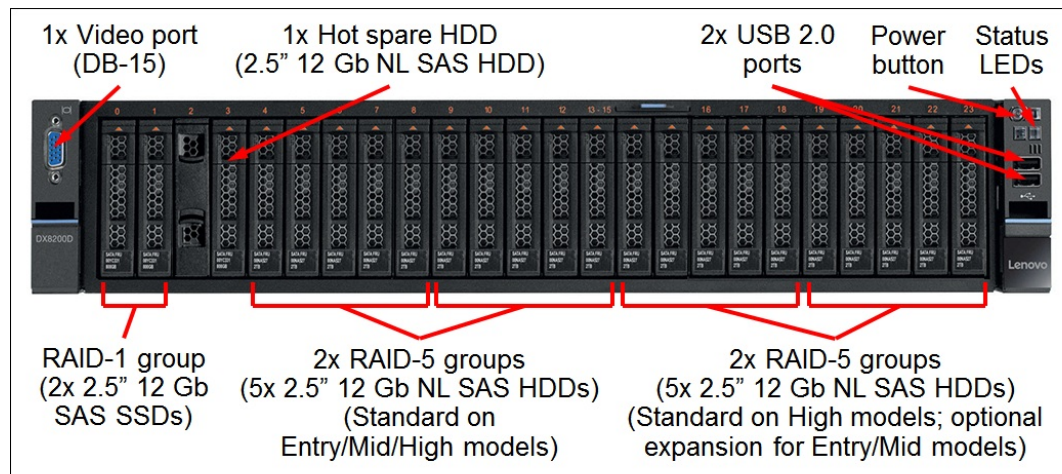 1x Video port
(DB-15)
1x Hot spare HDD
(2.5” 12 Gb NL SAS HDD)
2x USB 2.0
ports
Power
button
Status
LEDs
0 1 2 3 4 5 6 7 8 9 10 11 12 13 - 15 16 17 18 19 20 21 22 23
DX8200D
Lenovo
RAID-1 group
(2x 2.5” 12 Gb
SAS SSDs)
2x RAID-5 groups
(5x 2.5” 12 Gb NL SAS HDDs)
(Standard on
Entry/Mid/High models)
2x RAID-5 groups
(5x 2.5” 12 Gb NL SAS HDDs)
(Standard on High models; optional
expansion for Entry/Mid models)